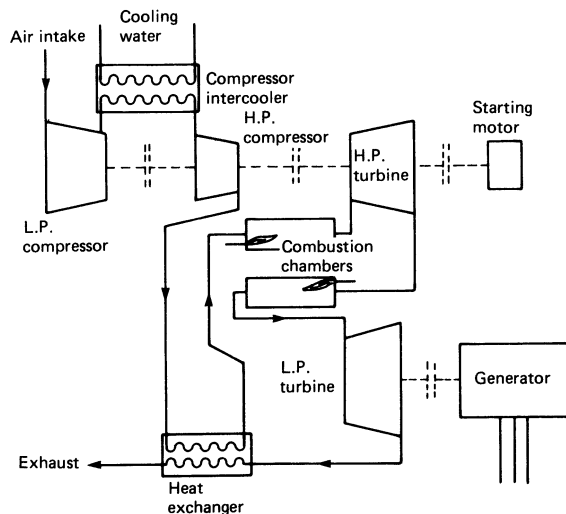 Cooling
water
Air intake
Compressor
intercooler
H.P.
compressor
Starting
motor
H.P.
turbine
L.P.
compressor
Combustion
chambers
L.P.
turbine
Generator
Exhaust
Heat
exchanger